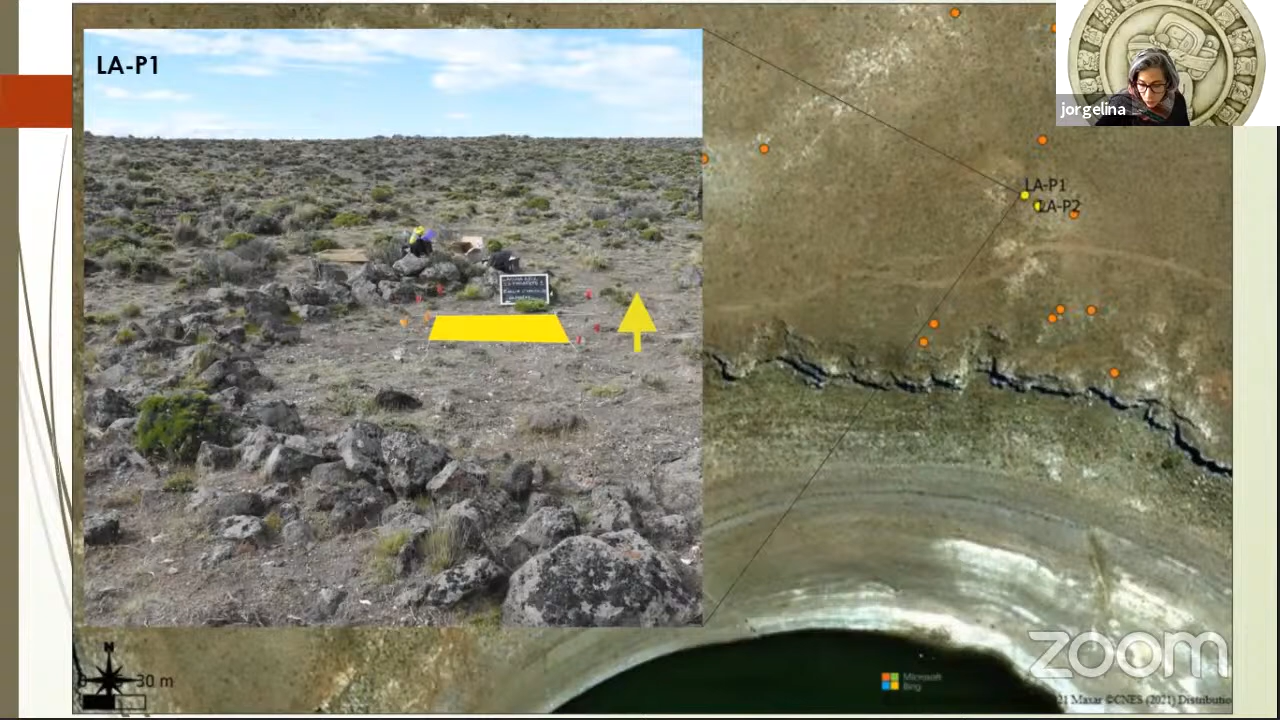 LA-P1
jorgelina
LA-P1
LA-P2
N
30 m
Microsoft
Bing
21 Maxar ©CNES (2021) Distributio
zoom